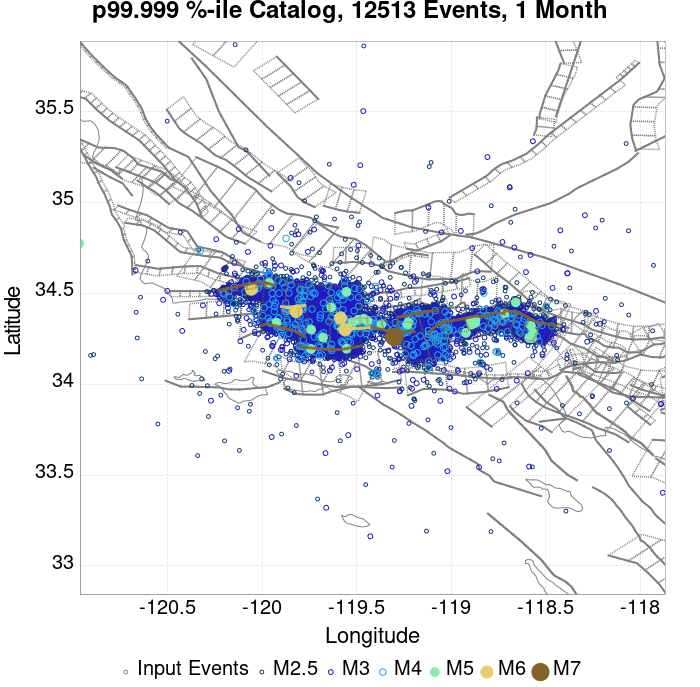 p99.999 %-ile Catalog, 12513 Events, 1 Month
35.5
35
34.5
34
33.5
33
Latitude
-120.5 -120 -119.5 -119 -118.5 -118
Longitude
Input Events M2.5 M3 M4 M5 M6 M7